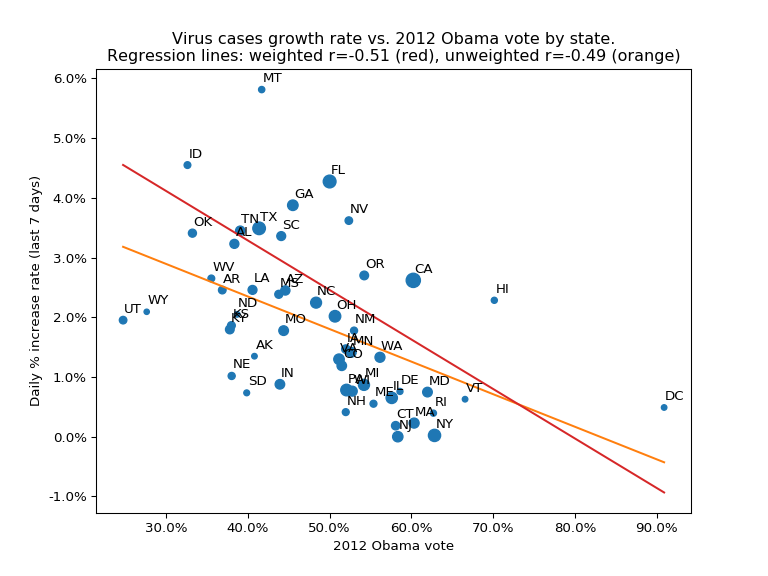 Virus cases growth rate vs. 2012 Obama vote by state.
Regression lines: weighted r=-0.51 (red), unweighted r=-0.49 (orange)
6.0%
5.0%
4.0%
3.0%
2.0%
1.0%
0.0%
-1.0%
Daily % increase rate (last 7 days)
MT
ID
FL
GA
NV
OK
TN
TX
SC
AL
WV
AR
LA
MS
AZ
OR
CA
HI
UT
WY
ND
KS
KY
NC
OH
MO
NM
IA
MN
VA
CO
WA
AK
NE
SD
IN
PA
WI
MI
IL
DE
MD
VT
NH
ME
RI
DC
CT
MA
NJ
NY
30.0%
40.0%
50.0%
60.0%
70.0%
80.0%
90.0%
2012 Obama vote